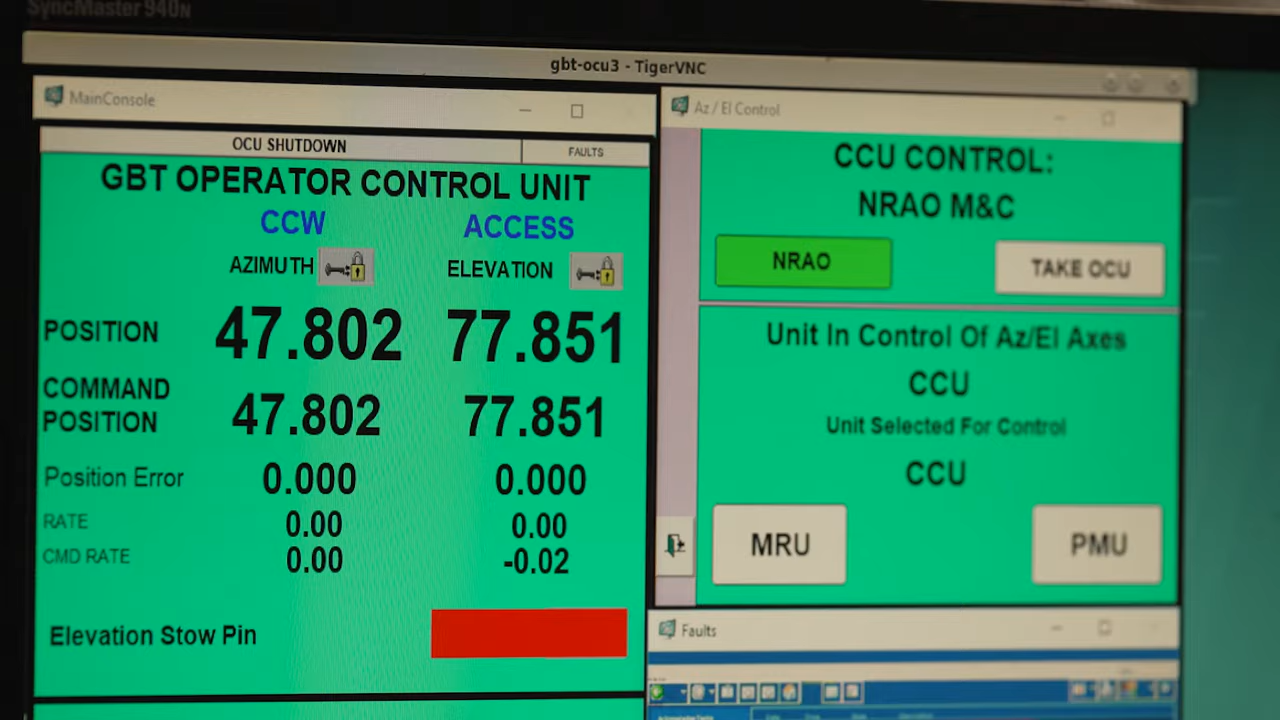 SyncMaster 940N
gbt-ocu3 - TigerVNC
MainConsole
OCU SHUTDOWN
FAULTS
GBT OPERATOR CONTROL UNIT
CCW ACCESS
AZIMUTH ELEVATION
POSITION 47.802 77.851
COMMAND
POSITION 47.802 77.851
Position Error 0.000 0.000
RATE 0.00 0.00
CMD RATE 0.00 -0.02
Elevation Stow Pin
Az / El Control
CCU CONTROL:
NRAO M&C
NRAO TAKE OCU
Unit In Control Of Az/El Axes
CCU
Unit Selected For Control
CCU
MRU PMU
Faults